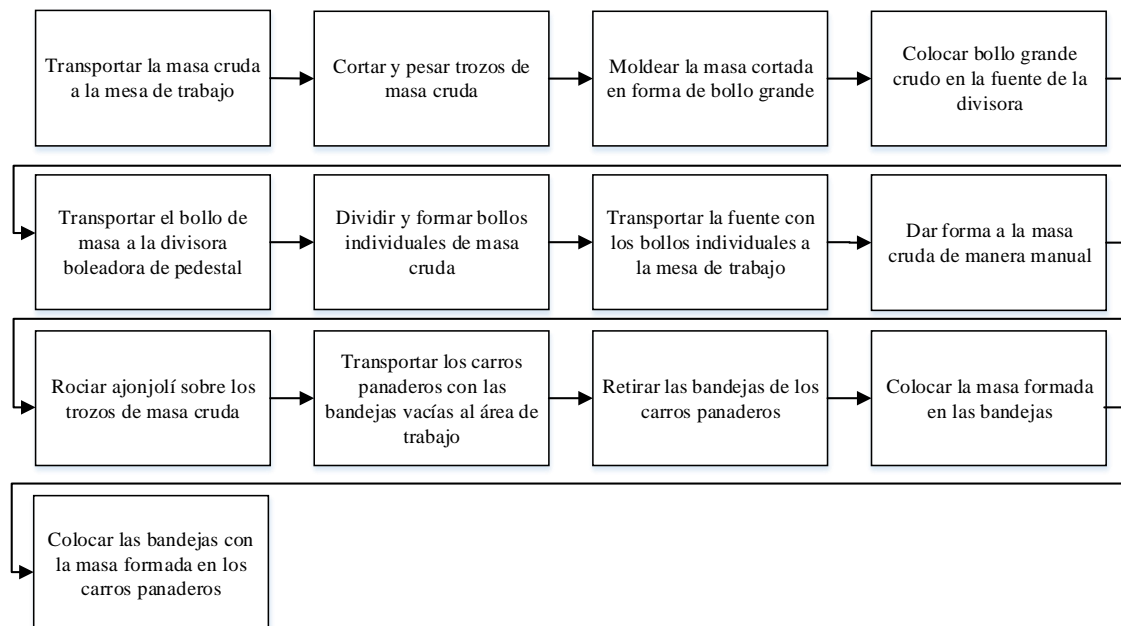 Transportar la masa cruda
a la mesa de trabajo
Cortar y pesar trozos de
masa cruda
Moldear la masa cortada
en forma de bollo grande
Colocar bollo grande
crudo en la fuente de la
divisora
Transportar el bollo de
masa a la divisora
boleadora de pedestal
Dividir y formar bollos
individuales de masa
cruda
Transportar la fuente con
los bollos individuales a
la mesa de trabajo
Dar forma a la masa
cruda de manera manual
Rociar ajonjolí sobre los
trozos de masa cruda
Transportar los carros
panaderos con las
bandejas vacías al área de
trabajo
Retirar las bandejas de los
carros panaderos
Colocar la masa formada
en las bandejas
Colocar las bandejas con
la masa formada en los
carros panaderos